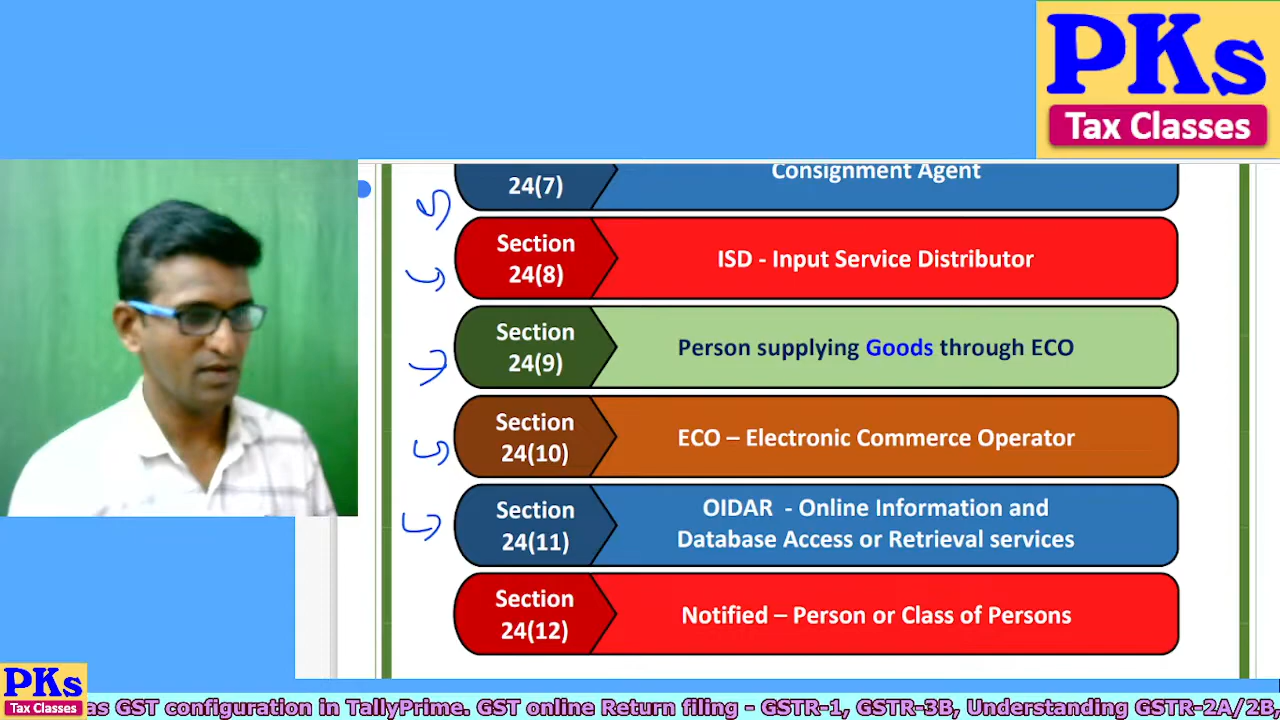 PKs
Tax Classes
24(7)
Consignment Agent
Section
24(8)
ISD - Input Service Distributor
Section
24(9)
Person supplying Goods through ECO
Section
24(10)
ECO – Electronic Commerce Operator
Section
24(11)
OIDAR - Online Information and
Database Access or Retrieval services
Section
24(12)
Notified – Person or Class of Persons
PKs
Tax Classes
as GST configuration in TallyPrime. GST online Return filing - GSTR-1, GSTR-3B, Understanding GSTR-2A/2B,